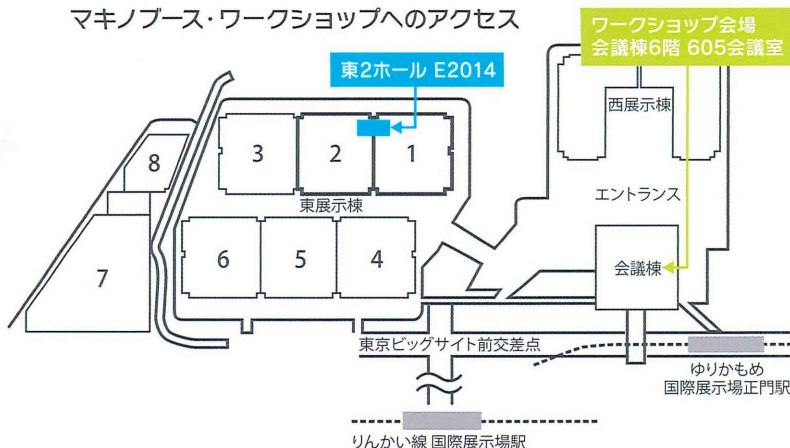 マキノブース・ワークショップへのアクセス
ワークショップ会場
会議棟6階 605会議室
東2ホール E2014
西展示棟
8
3
2
1
エントランス
東展示棟
7
6
5
4
会議棟
東京ビッグサイト前交差点
ゆりかもめ
国際展示場正門駅
りんかい線 国際展示場駅